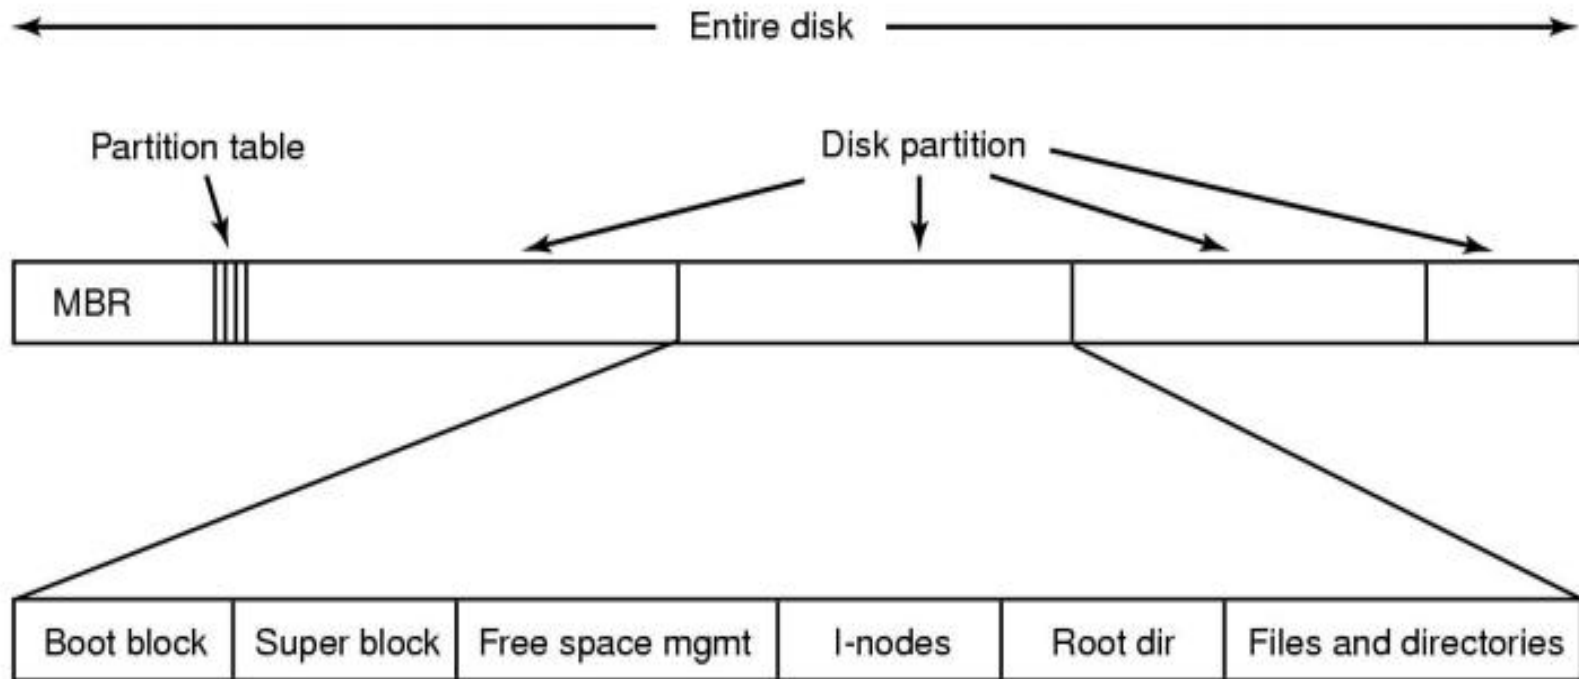 Entire disk
Partition table
Disk partition
MBR
Boot block
Super block
Free space mgmt
I-nodes
Root dir
Files and directories